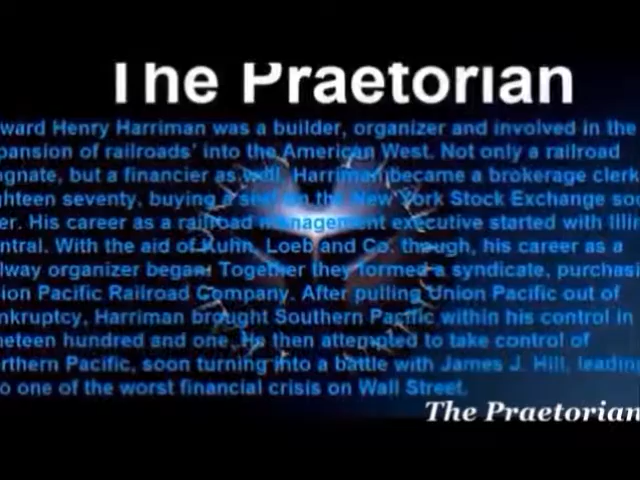 The Praetorian
ward Henry Harriman was a builder, organizer and involved in the
pansion of railroads' into the American West. Not only a railroad
agnate, but a financier as well. Harriman became a brokerage clerk
ghteen seventy, buying a seat on the New York Stock Exchange so
er. His career as a railroad management executive started with Illin
ntral. With the aid of Kuhn, Loeb and Co. though, his career as a
ilway organizer began. Together they formed a syndicate, purchasi
ion Pacific Railroad Company. After pulling Union Pacific out of
nkruptcy, Harriman brought Southern Pacific within his control in
neteen hundred and one. He then attempted to take control of
rthern Pacific, soon turning into a battle with James J. Hill, leading
to one of the worst financial crisis on Wall Street.
The Praetorian